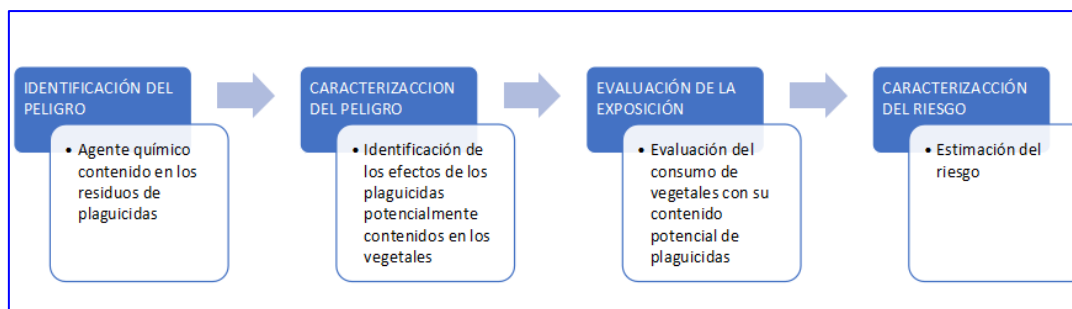 IDENTIFICACIÓN DEL
PELIGRO
• Agente químico
contenido en los
residuos de
plaguicidas
CARACTERIZACCION
DEL PELIGRO
• Identificación de
los efectos de los
plaguicidas
potencialmente
contenidos en los
vegetales
EVALUACIÓN DE LA
EXPOSICIÓN
• Evaluación del
consumo de
vegetales con su
contenido
potencial de
plaguicidas
CARACTERIZACCIÓN
DEL RIESGO
• Estimación del
riesgo